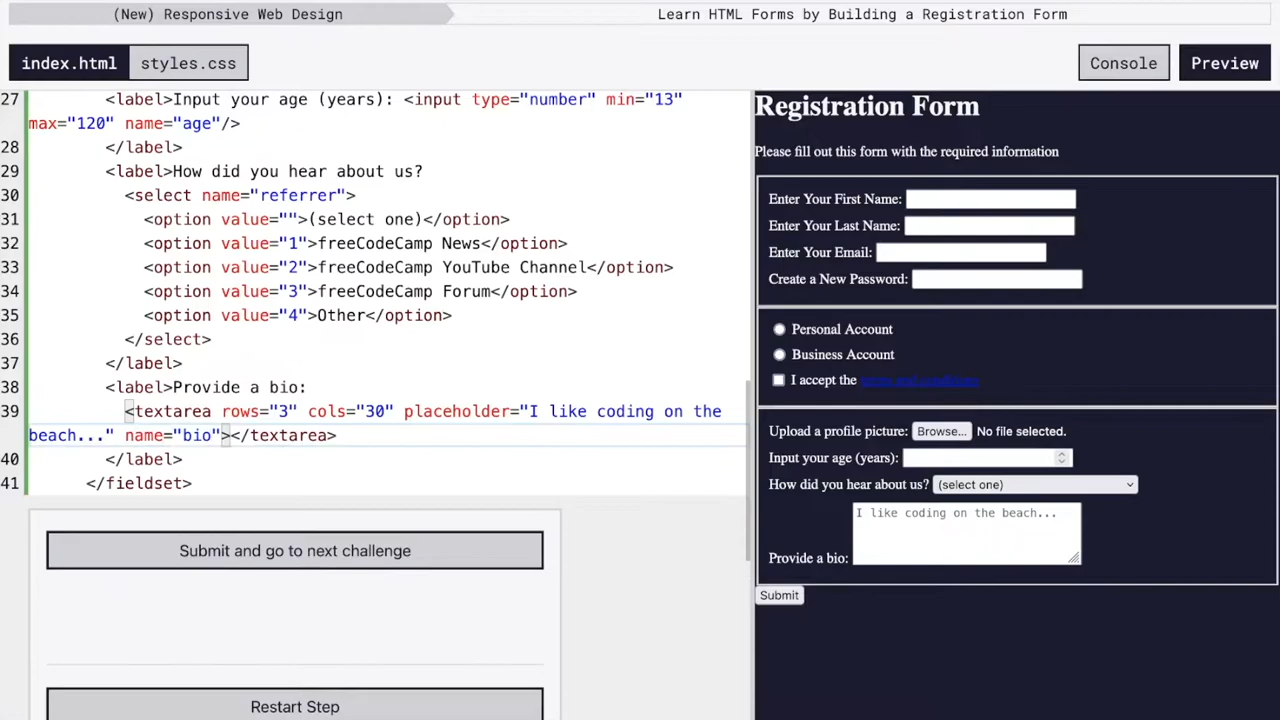 (New) Responsive Web Design
Learn HTML Forms by Building a Registration Form
index.html
styles.css
Console
Preview
27 <label>Input your age (years): <input type="number" min="13"
max="120" name="age"/>
28 </label>
29 <label>How did you hear about us?
30 <select name="referrer">
31 <option value="">(select one)</option>
32 <option value="1">freeCodeCamp News</option>
33 <option value="2">freeCodeCamp YouTube Channel</option>
34 <option value="3">freeCodeCamp Forum</option>
35 <option value="4">Other</option>
36 </select>
37 </label>
38 <label>Provide a bio:
39 <textarea rows="3" cols="30" placeholder="I like coding on the
beach..." name="bio"></textarea>
40 </label>
41 </fieldset>
Submit and go to next challenge
Restart Step
Registration Form
Please fill out this form with the required information
Enter Your First Name:
Enter Your Last Name:
Enter Your Email:
Create a New Password:
Personal Account
Business Account
I accept the terms and conditions
Upload a profile picture: Browse... No file selected.
Input your age (years):
How did you hear about us? (select one)
I like coding on the beach...
Provide a bio:
Submit